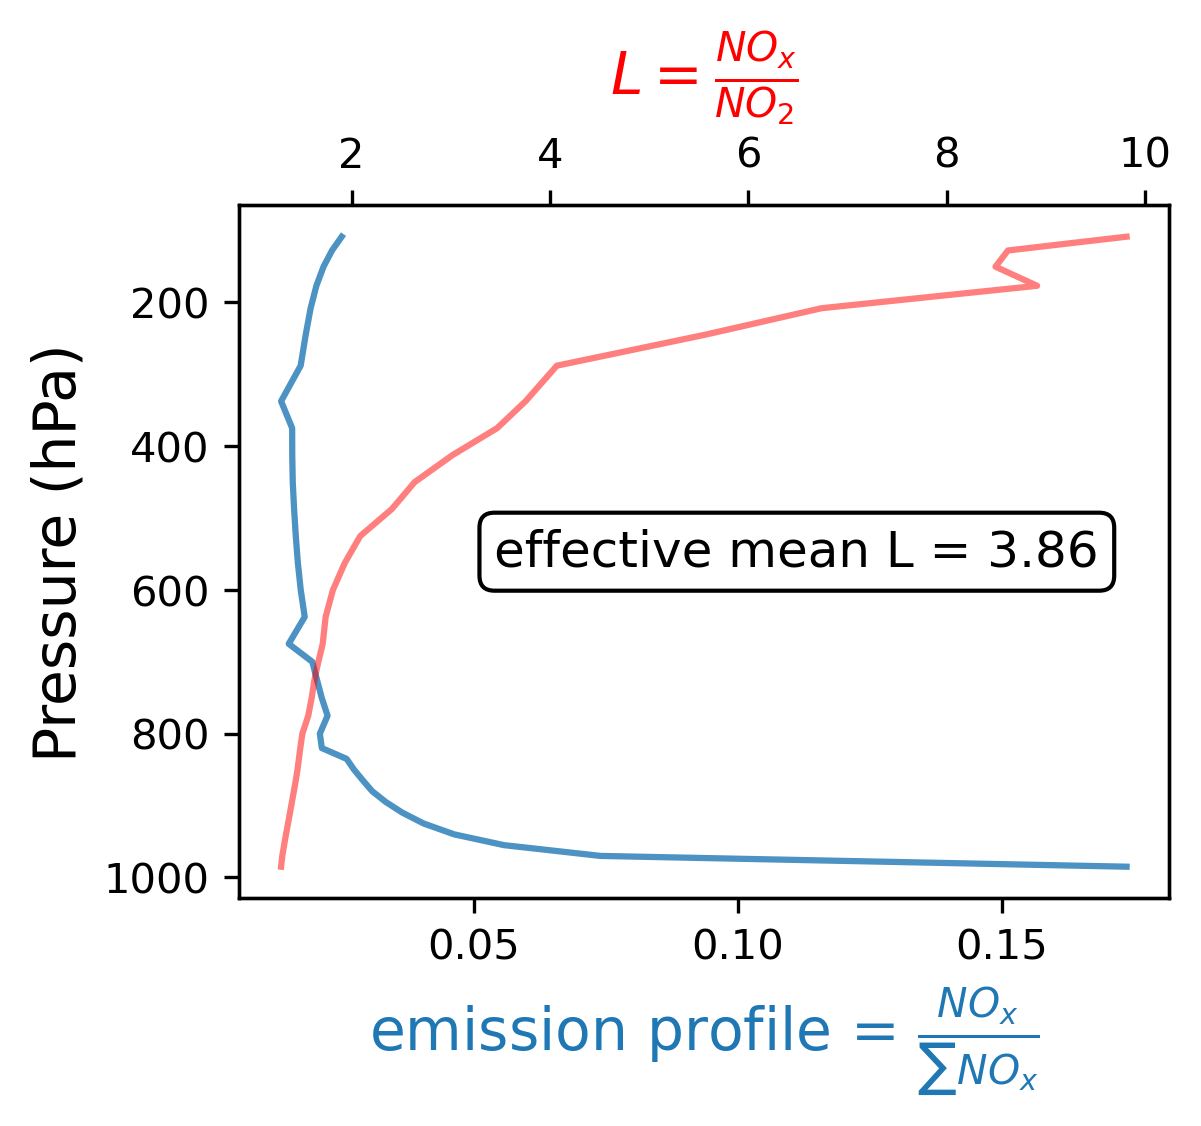 L = NOₓ/NO₂
2 4 6 8 10
Pressure (hPa)
200
400
effective mean L = 3.86
600
800
1000
0.05 0.10 0.15
emission profile = NOₓ/∑NOₓ